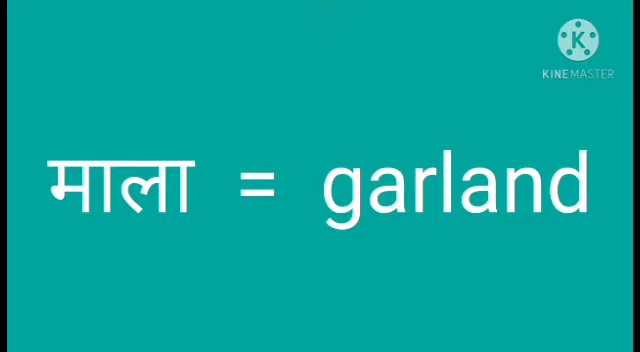 KINEMASTER
माला = garland